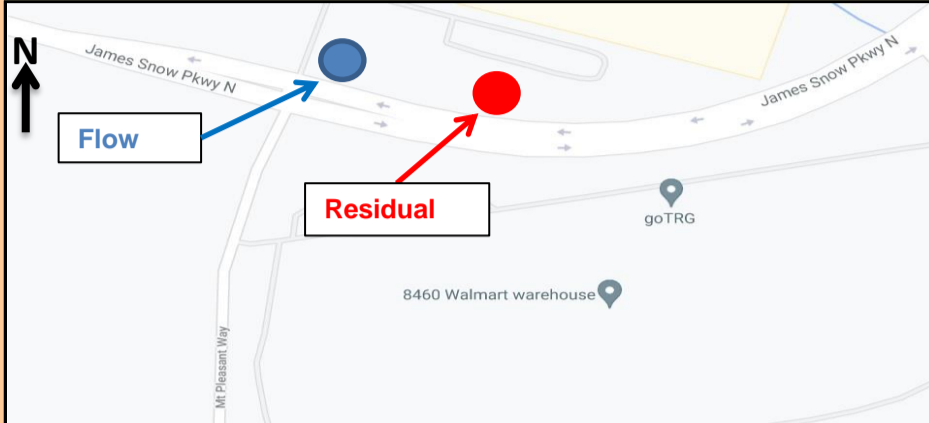 N
James Snow Pkwy N
James Snow Pkwy N
Flow
Residual
goTRG
8460 Walmart warehouse
Mt Pleasant Way